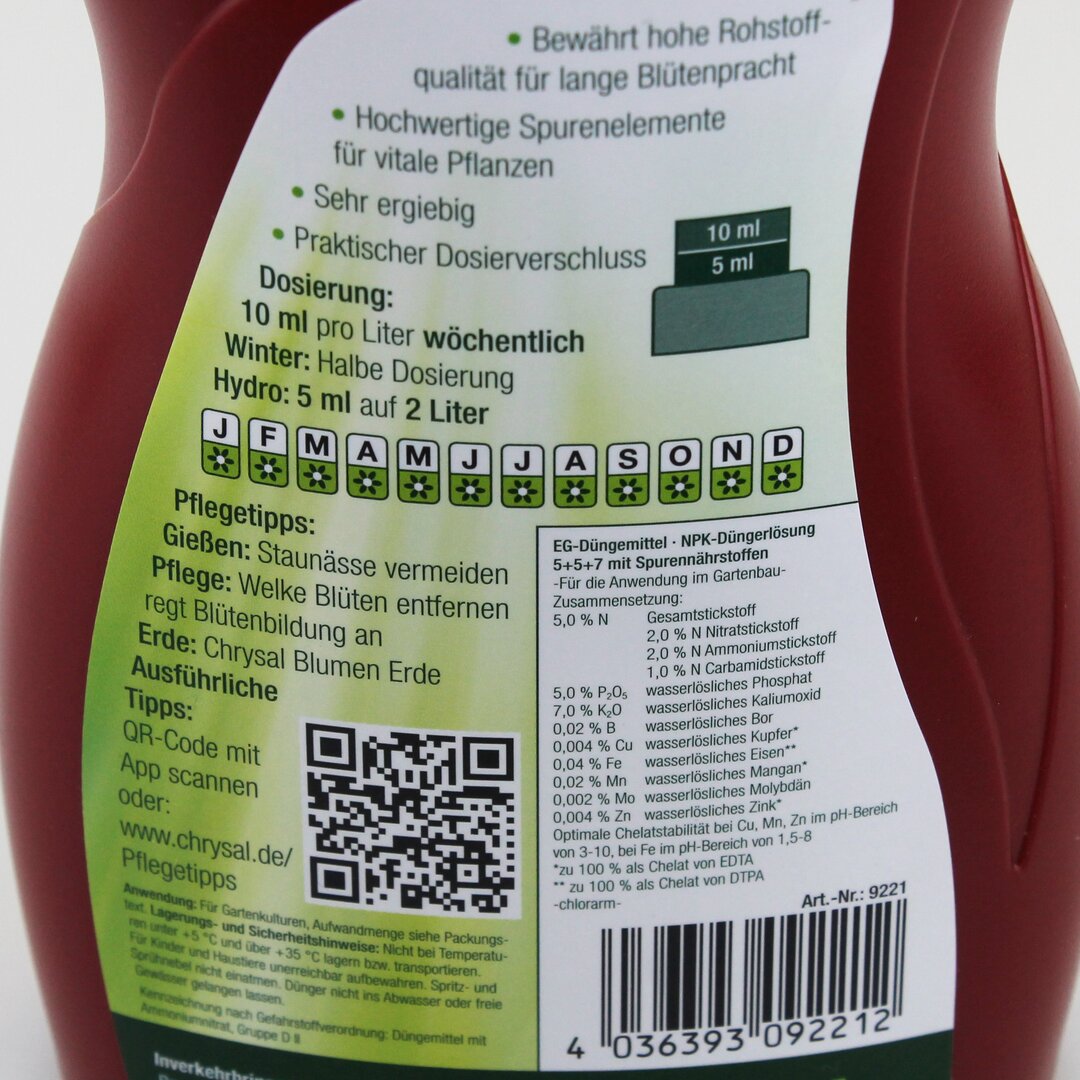 • Bewährt hohe Rohstoff-
qualität für lange Blütenpracht
• Hochwertige Spurenelemente
für vitale Pflanzen
• Sehr ergiebig
• Praktischer Dosierverschluss
10 ml
5 ml
Dosierung:
10 ml pro Liter wöchentlich
Winter: Halbe Dosierung
Hydro: 5 ml auf 2 Liter
J F M A M J J A S O N D
Pflegetipps:
Gießen: Staunässe vermeiden
Pflege: Welke Blüten entfernen
regt Blütenbildung an
Erde: Chrysal Blumen Erde
Ausführliche
Tipps:
QR-Code mit
App scannen
oder:
www.chrysal.de/
Pflegetipps
Anwendung: Für Gartenkulturen, Aufwandmenge siehe Packungs-
text. Lagerungs- und Sicherheitshinweise: Nicht bei Temperatu-
ren unter +5 °C und über +35 °C lagern bzw. transportieren.
Für Kinder und Haustiere unerreichbar aufbewahren. Spritz- und
Sprühnebel nicht einatmen. Dünger nicht ins Abwasser oder freie
Gewässer gelangen lassen.
Kennzeichnung nach Gefahrstoffverordnung: Düngemittel mit
Ammoniumnitrat, Gruppe D II
EG-Düngemittel · NPK-Düngerlösung
5+5+7 mit Spurennährstoffen
-Für die Anwendung im Gartenbau-
Zusammensetzung:
5,0 % N Gesamtstickstoff
2,0 % N Nitratstickstoff
2,0 % N Ammoniumstickstoff
1,0 % N Carbamidstickstoff
5,0 % P₂O₅ wasserlösliches Phosphat
7,0 % K₂O wasserlösliches Kaliumoxid
0,02 % B wasserlösliches Bor
0,004 % Cu wasserlösliches Kupfer*
0,04 % Fe wasserlösliches Eisen**
0,02 % Mn wasserlösliches Mangan*
0,002 % Mo wasserlösliches Molybdän
0,004 % Zn wasserlösliches Zink*
Optimale Chelatstabilität bei Cu, Mn, Zn im pH-Bereich
von 3-10, bei Fe im pH-Bereich von 1,5-8
*zu 100 % als Chelat von EDTA
** zu 100 % als Chelat von DTPA
-chlorarm-
Art.-Nr.: 9221
4 036393 092212